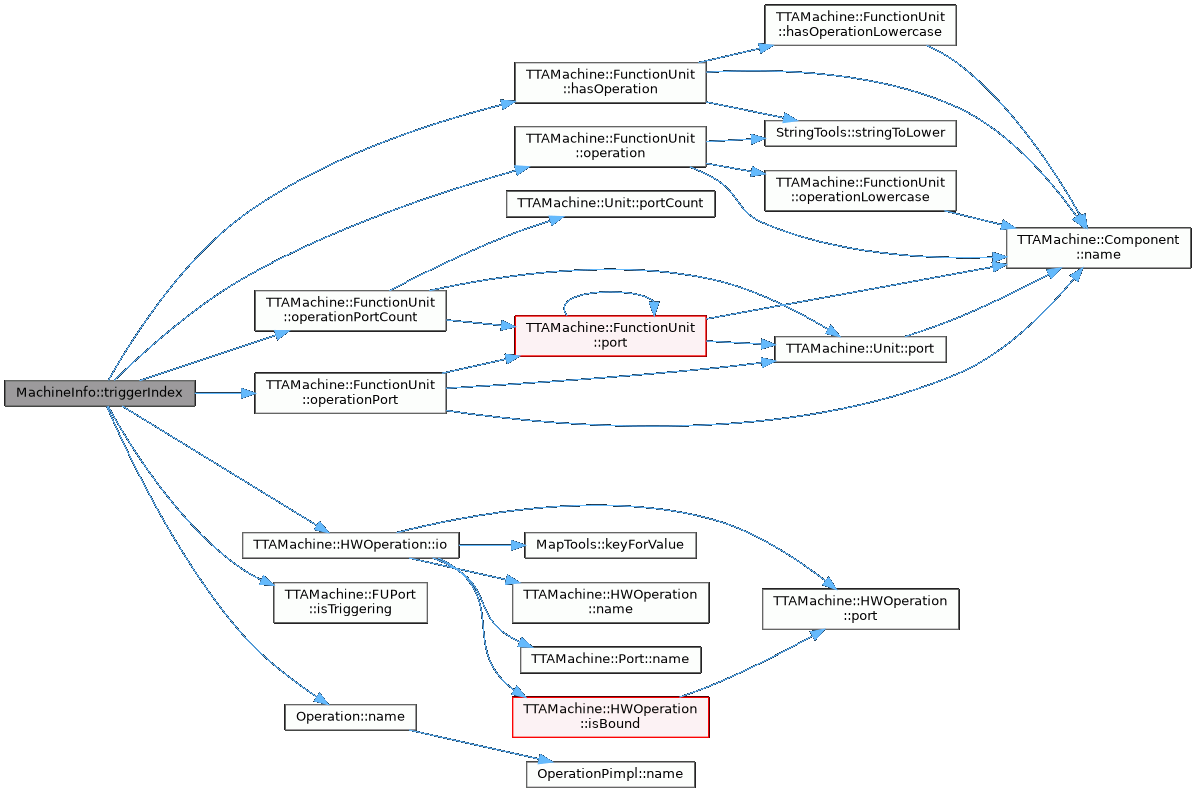 TTAMachine::FunctionUnit
::hasOperationLowercase
TTAMachine::FunctionUnit
::hasOperation
StringTools::stringToLower
TTAMachine::FunctionUnit
::operation
TTAMachine::FunctionUnit
::operationLowercase
TTAMachine::Unit::portCount
TTAMachine::Component
::name
TTAMachine::FunctionUnit
::operationPortCount
TTAMachine::FunctionUnit
::port
TTAMachine::Unit::port
MachineInfo::triggerIndex
TTAMachine::FunctionUnit
::operationPort
TTAMachine::HWOperation::io
MapTools::keyForValue
TTAMachine::FUPort
::isTriggering
TTAMachine::HWOperation
::name
TTAMachine::HWOperation
::port
TTAMachine::Port::name
Operation::name
TTAMachine::HWOperation
::isBound
OperationPimpl::name